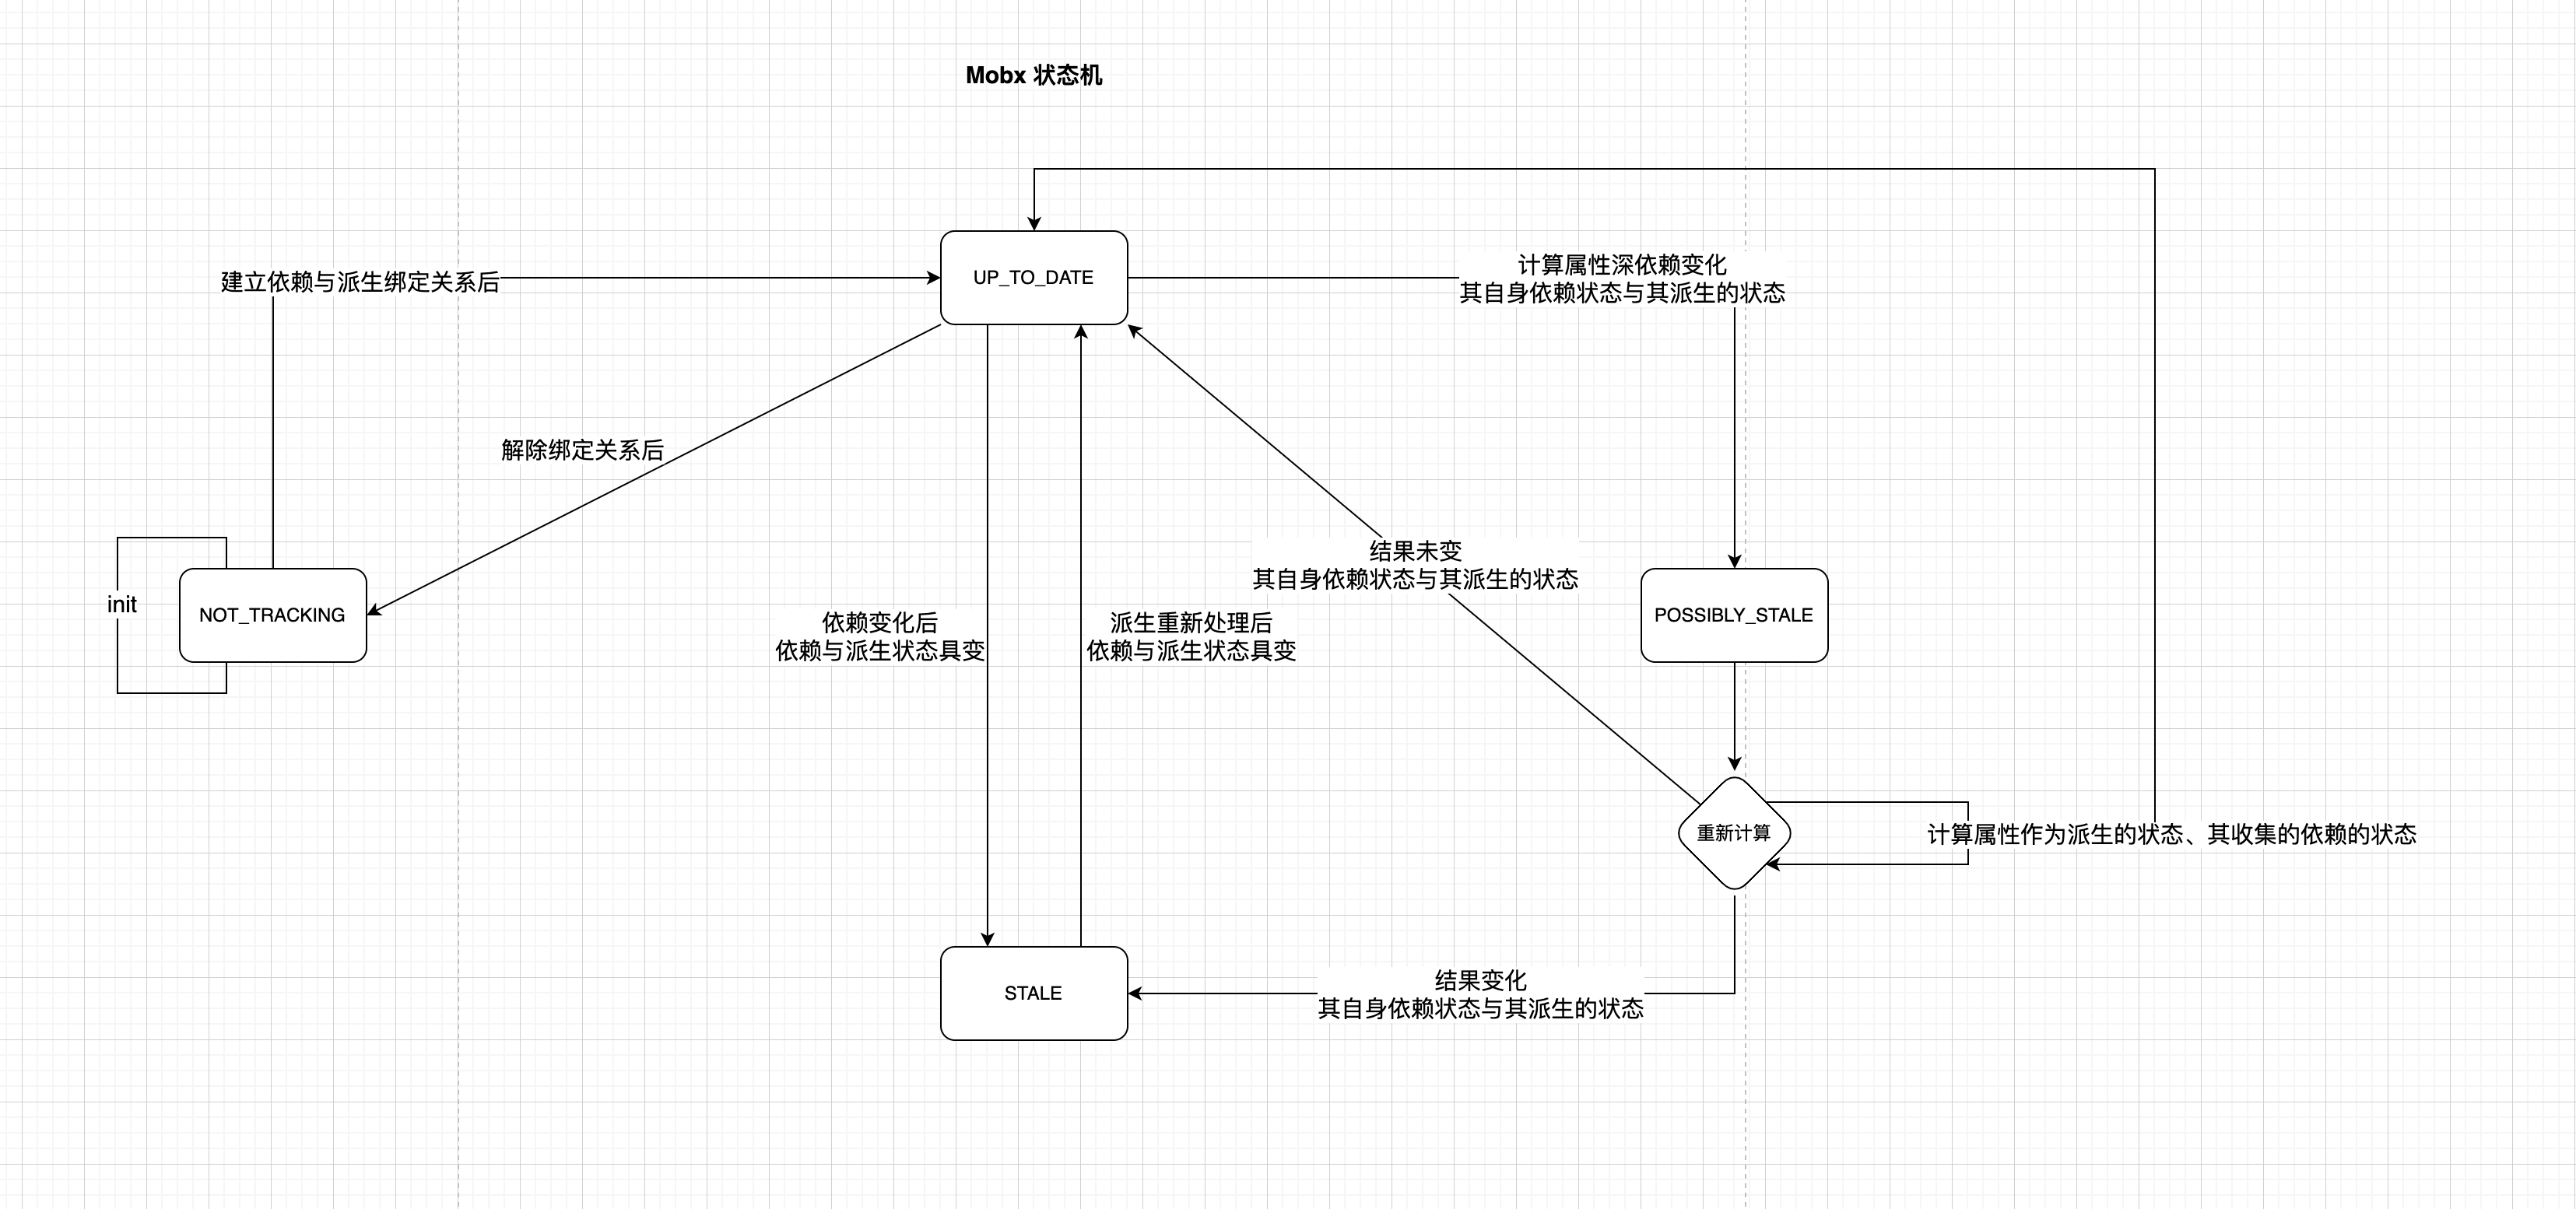 Mobx 状态机
UP_TO_DATE
建立依赖与派生绑定关系后
计算属性深依赖变化
其自身依赖状态与其派生的状态
解除绑定关系后
init
NOT_TRACKING
结果未变
其自身依赖状态与其派生的状态
依赖变化后
依赖与派生状态具变
派生重新处理后
依赖与派生状态具变
POSSIBLY_STALE
重新计算
计算属性作为派生的状态、其收集的依赖的状态
STALE
结果变化
其自身依赖状态与其派生的状态